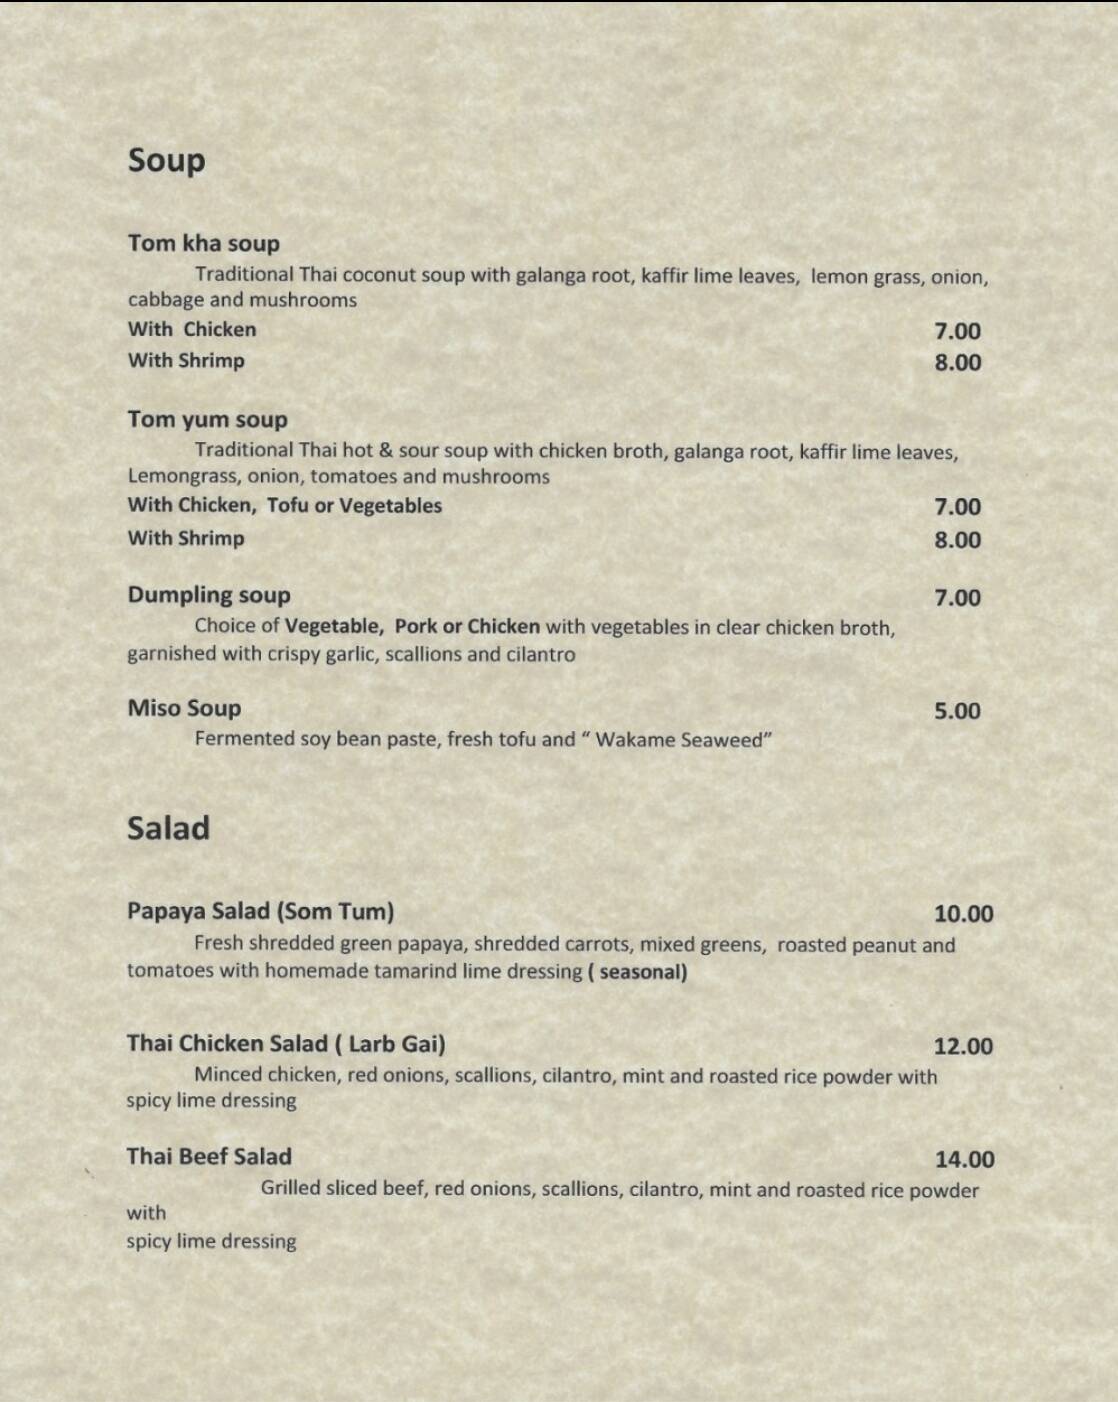 Soup
Tom kha soup
Traditional Thai coconut soup with galanga root, kaffir lime leaves,  lemon grass, onion,
cabbage and mushrooms
With  Chicken 7.00
With Shrimp 8.00
Tom yum soup
Traditional Thai hot & sour soup with chicken broth, galanga root, kaffir lime leaves,
Lemongrass, onion, tomatoes and mushrooms
With Chicken,  Tofu or Vegetables 7.00
With Shrimp 8.00
Dumpling soup 7.00
Choice of Vegetable,  Pork or Chicken with vegetables in clear chicken broth,
garnished with crispy garlic, scallions and cilantro
Miso Soup 5.00
Fermented soy bean paste, fresh tofu and “ Wakame Seaweed”
Salad
Papaya Salad (Som Tum) 10.00
Fresh shredded green papaya, shredded carrots, mixed greens,  roasted peanut and
tomatoes with homemade tamarind lime dressing ( seasonal)
Thai Chicken Salad ( Larb Gai) 12.00
Minced chicken, red onions, scallions, cilantro, mint and roasted rice powder with
spicy lime dressing
Thai Beef Salad 14.00
Grilled sliced beef, red onions, scallions, cilantro, mint and roasted rice powder
with
spicy lime dressing